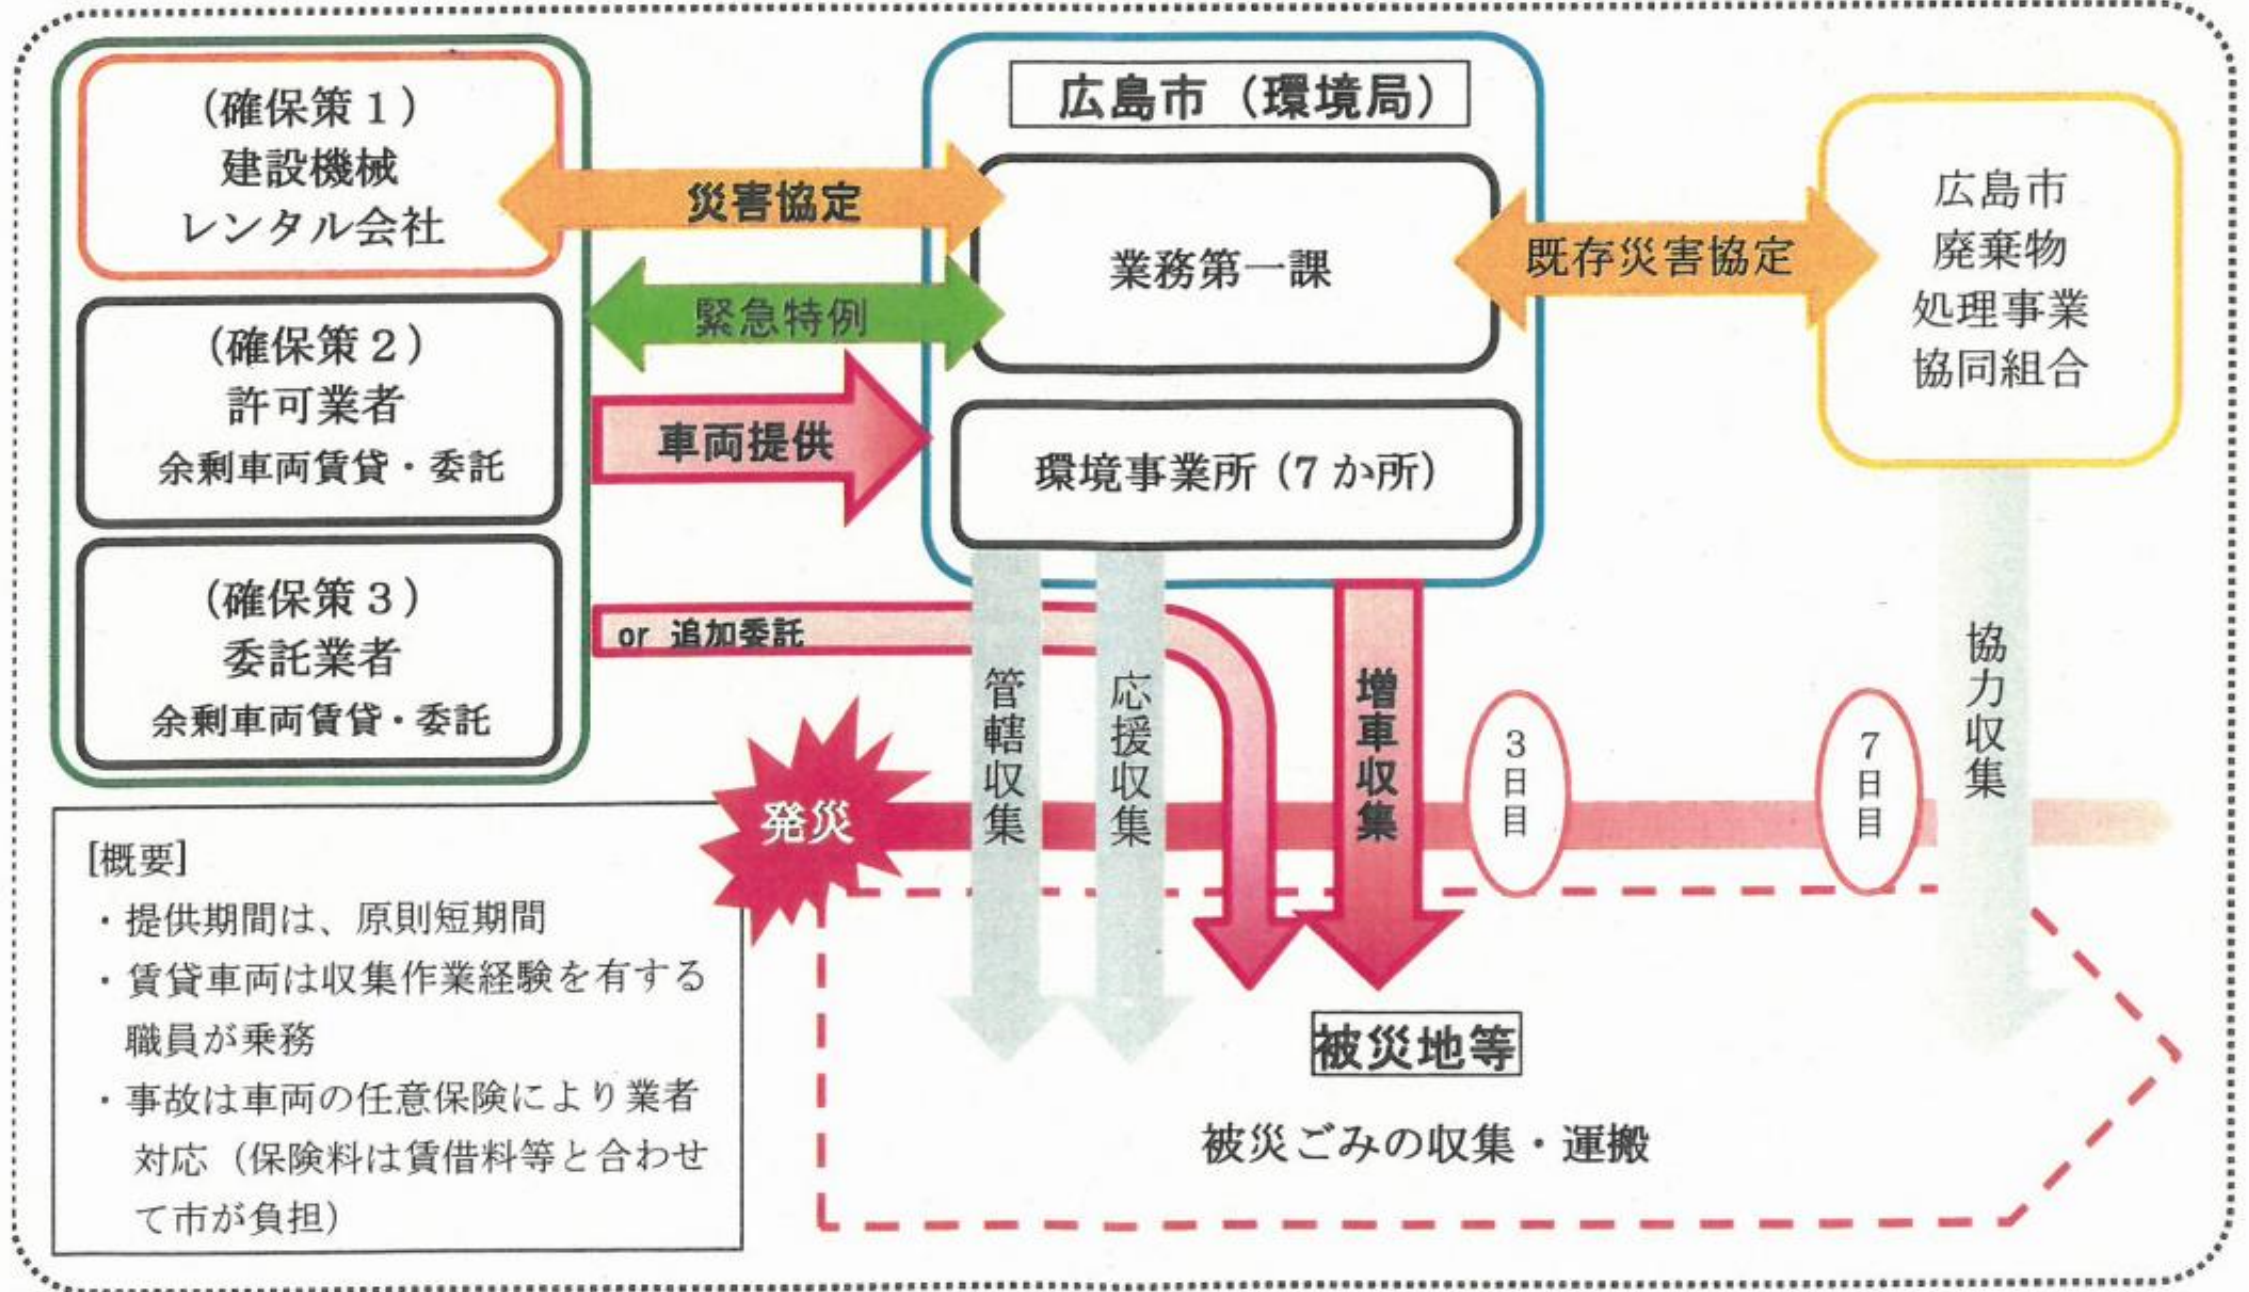 (確保策1)
建設機械
レンタル会社
(確保策2)
許可業者
余剰車両賃貸・委託
(確保策3)
委託業者
余剰車両賃貸・委託
災害協定
緊急特例
車両提供
or 追加委託
広島市(環境局)
業務第一課
環境事業所(7か所)
既存災害協定
広島市
廃棄物
処理事業
協同組合
管轄収集
応援収集
増車収集
協力収集
発災
3日目
7日目
被災地等
被災ごみの収集・運搬
[概要]
・提供期間は、原則短期間
・賃貸車両は収集作業経験を有する
職員が乗務
・事故は車両の任意保険により業者
対応(保険料は賃借料等と合わせ
て市が負担)